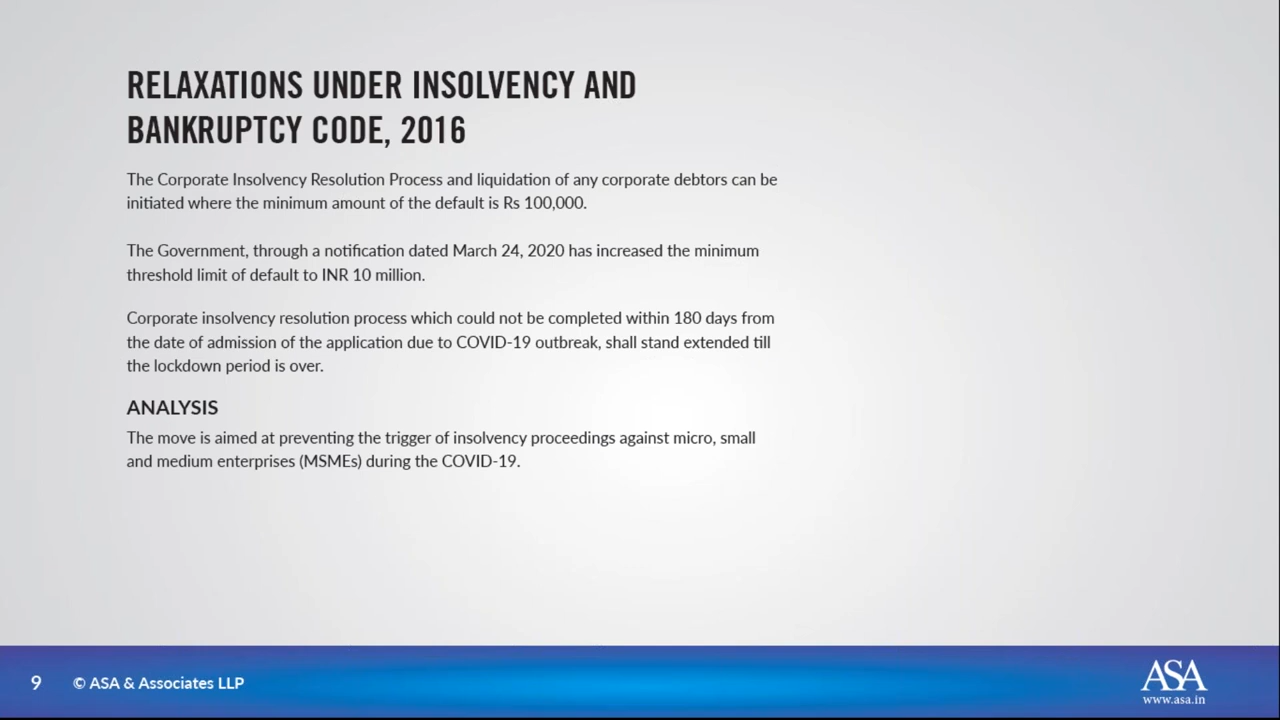 RELAXATIONS UNDER INSOLVENCY AND
BANKRUPTCY CODE, 2016
The Corporate Insolvency Resolution Process and liquidation of any corporate debtors can be
initiated where the minimum amount of the default is Rs 100,000.
The Government, through a notification dated March 24, 2020 has increased the minimum
threshold limit of default to INR 10 million.
Corporate insolvency resolution process which could not be completed within 180 days from
the date of admission of the application due to COVID-19 outbreak, shall stand extended till
the lockdown period is over.
ANALYSIS
The move is aimed at preventing the trigger of insolvency proceedings against micro, small
and medium enterprises (MSMEs) during the COVID-19.
9 © ASA & Associates LLP
ASA
www.asa.in